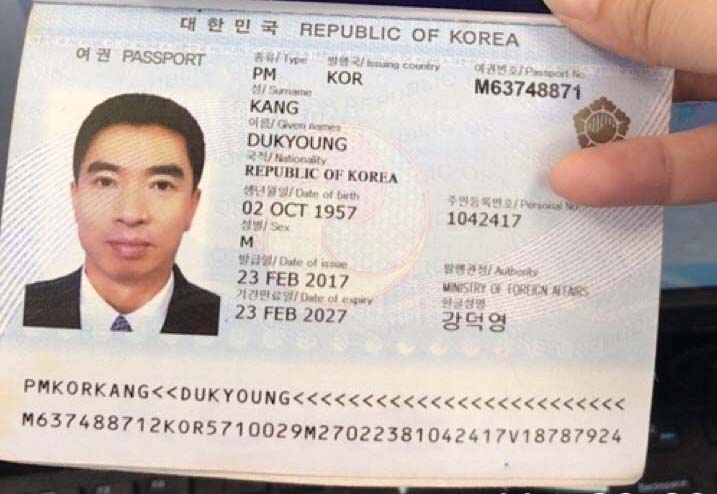 대한민국 REPUBLIC OF KOREA
여권 PASSPORT
종류/Type 발행국/Issuing country 여권번호/Passport No
PM KOR M63748871
성/Surname
KANG
이름/Given names
DUKYOUNG
국적/Nationality
REPUBLIC OF KOREA
생년월일/Date of birth 주민등록번호/Personal No
02 OCT 1957 1042417
성별/Sex
M
발급일/Date of issue 발행관청/Authority
23 FEB 2017 MINISTRY OF FOREIGN AFFAIRS
기간만료일/Date of expiry 한글성명
23 FEB 2027 강덕영
PMKORKANG<<DUKYOUNG<<<<<<<<<<<<<<<<<<<<<<<<<
M637488712KOR5710029M27022381042417V18787924